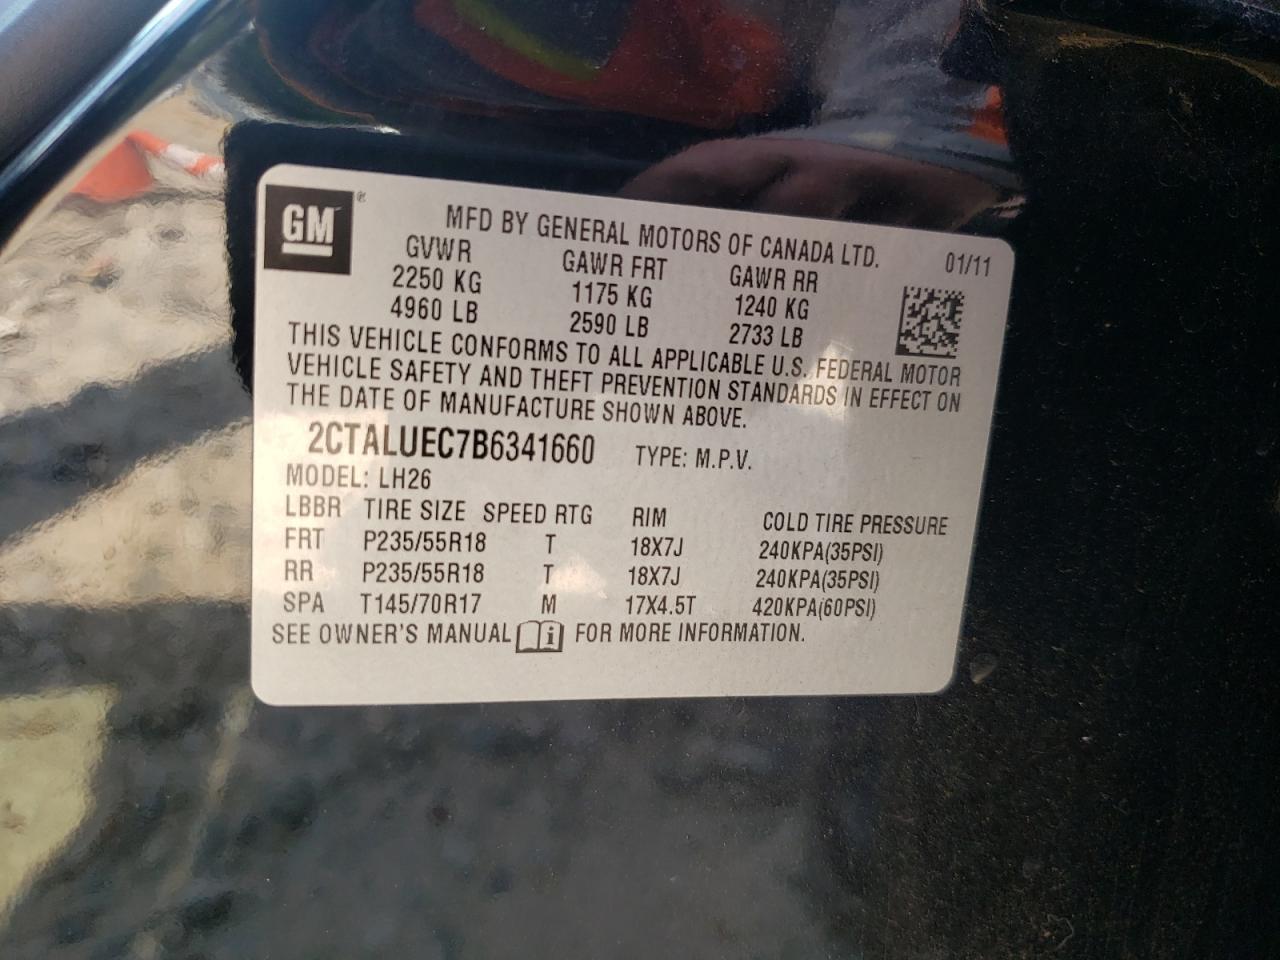 GM ®
MFD BY GENERAL MOTORS OF CANADA LTD. 01/11
GVWR GAWR FRT GAWR RR
2250 KG 1175 KG 1240 KG
4960 LB 2590 LB 2733 LB
THIS VEHICLE CONFORMS TO ALL APPLICABLE U.S. FEDERAL MOTOR
VEHICLE SAFETY AND THEFT PREVENTION STANDARDS IN EFFECT ON
THE DATE OF MANUFACTURE SHOWN ABOVE.
2CTALUEC7B6341660 TYPE: M.P.V.
MODEL: LH26
LBBR TIRE SIZE SPEED RTG RIM COLD TIRE PRESSURE
FRT P235/55R18 T 18X7J 240KPA(35PSI)
RR P235/55R18 T 18X7J 240KPA(35PSI)
SPA T145/70R17 M 17X4.5T 420KPA(60PSI)
SEE OWNER'S MANUAL i FOR MORE INFORMATION.